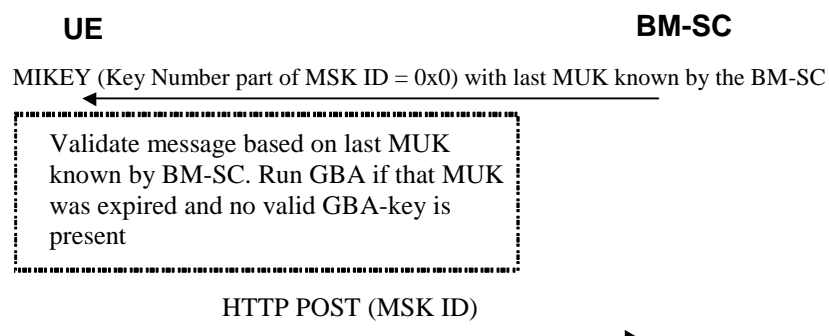 UE
BM-SC
MIKEY (Key Number part of MSK ID = 0x0) with last MUK known by the BM-SC
Validate message based on last MUK
known by BM-SC. Run GBA if that MUK
was expired and no valid GBA-key is
present
HTTP POST (MSK ID)